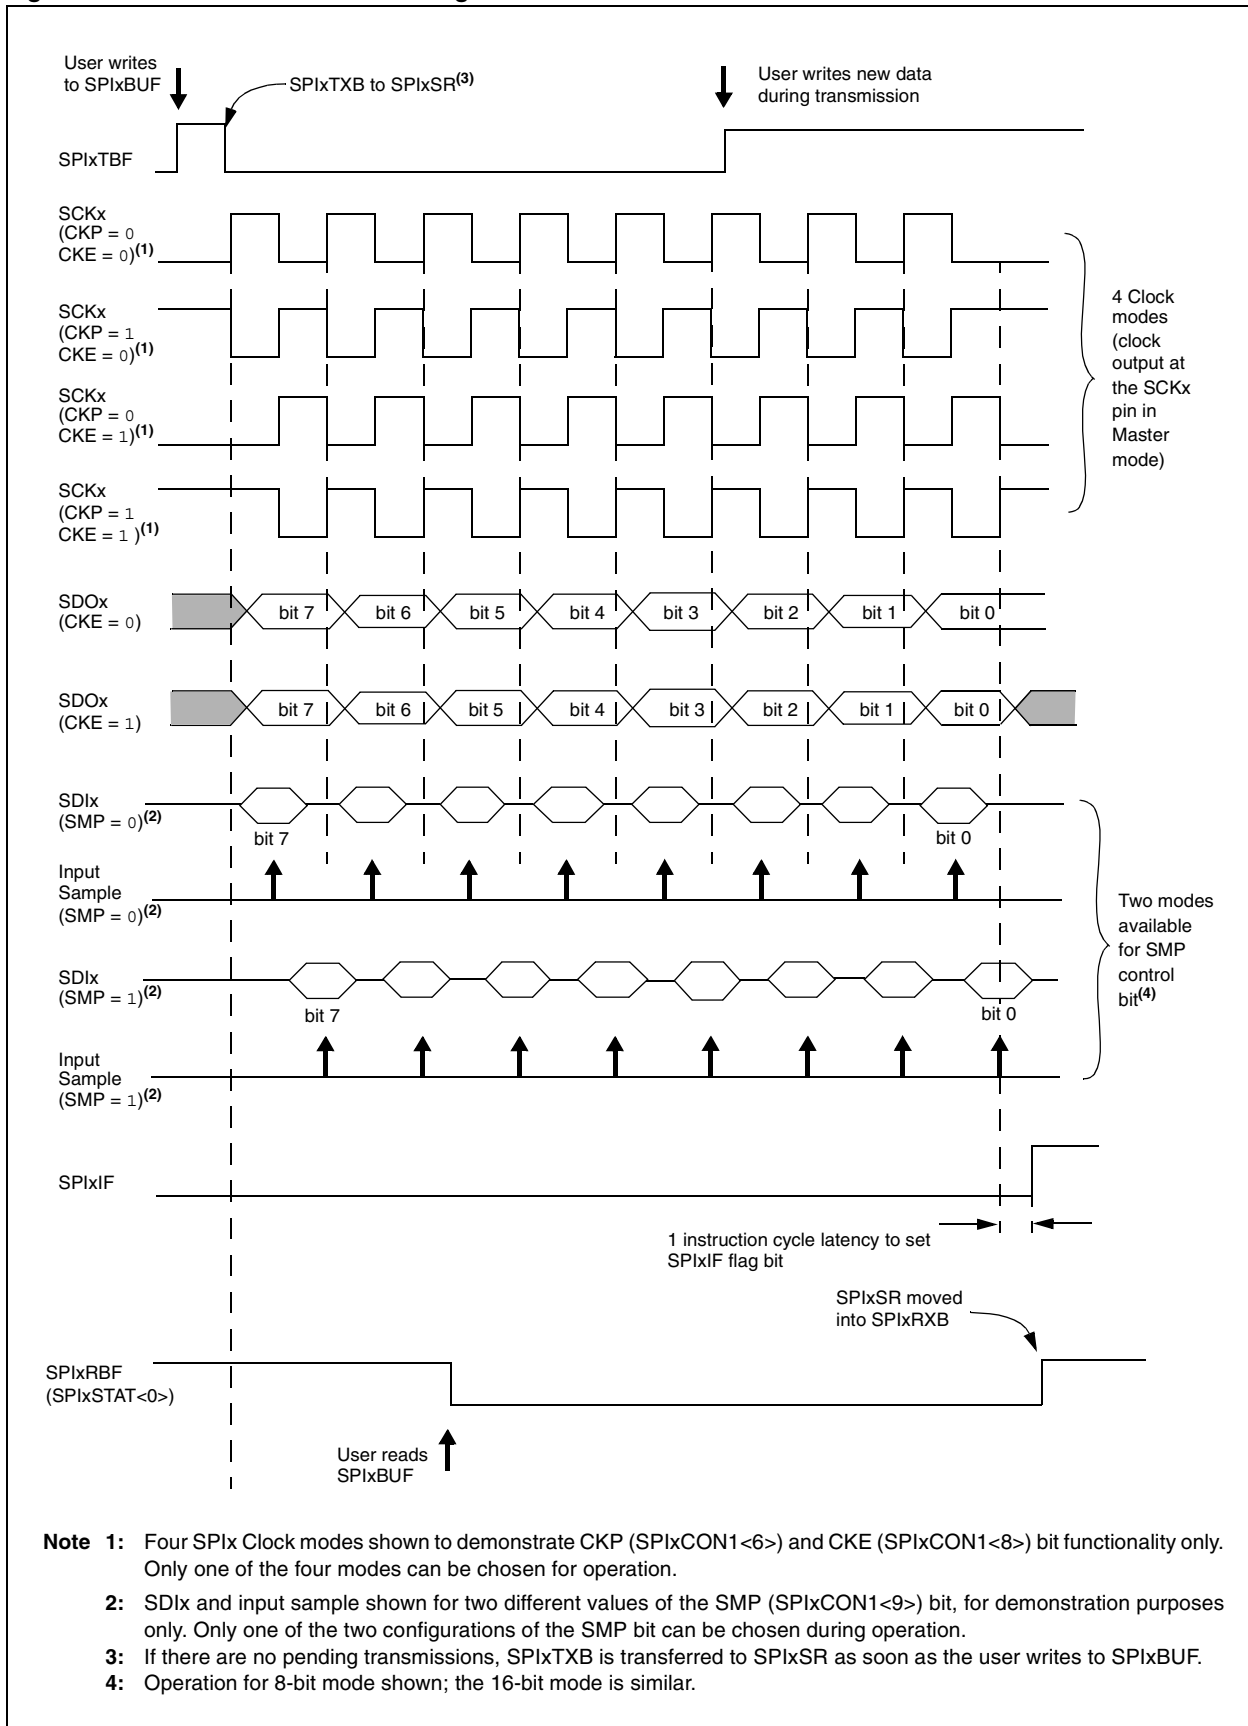 User writes
to SPIxBUF
SPIxTXB to SPIxSR(3)
User writes new data
during transmission
SPIxTBF
SCKx
(CKP = 0
CKE = 0)(1)
SCKx
(CKP = 1
CKE = 0)(1)
SCKx
(CKP = 0
CKE = 1)(1)
SCKx
(CKP = 1
CKE = 1 )(1)
4 Clock
modes
(clock
output at
the SCKx
pin in
Master
mode)
SDOx
(CKE = 0)
bit 7 bit 6 bit 5 bit 4 bit 3 bit 2 bit 1 bit 0
SDOx
(CKE = 1)
bit 7 bit 6 bit 5 bit 4 bit 3 bit 2 bit 1 bit 0
SDIx
(SMP = 0)(2)
bit 7 bit 0
Input
Sample
(SMP = 0)(2)
SDIx
(SMP = 1)(2)
bit 7 bit 0
Input
Sample
(SMP = 1)(2)
Two modes
available
for SMP
control
bit(4)
SPIxIF
1 instruction cycle latency to set
SPIxIF flag bit
SPIxSR moved
into SPIxRXB
SPIxRBF
(SPIxSTAT<0>)
User reads
SPIxBUF
Note 1: Four SPIx Clock modes shown to demonstrate CKP (SPIxCON1<6>) and CKE (SPIxCON1<8>) bit functionality only.
Only one of the four modes can be chosen for operation.
2: SDIx and input sample shown for two different values of the SMP (SPIxCON1<9>) bit, for demonstration purposes
only. Only one of the two configurations of the SMP bit can be chosen during operation.
3: If there are no pending transmissions, SPIxTXB is transferred to SPIxSR as soon as the user writes to SPIxBUF.
4: Operation for 8-bit mode shown; the 16-bit mode is similar.